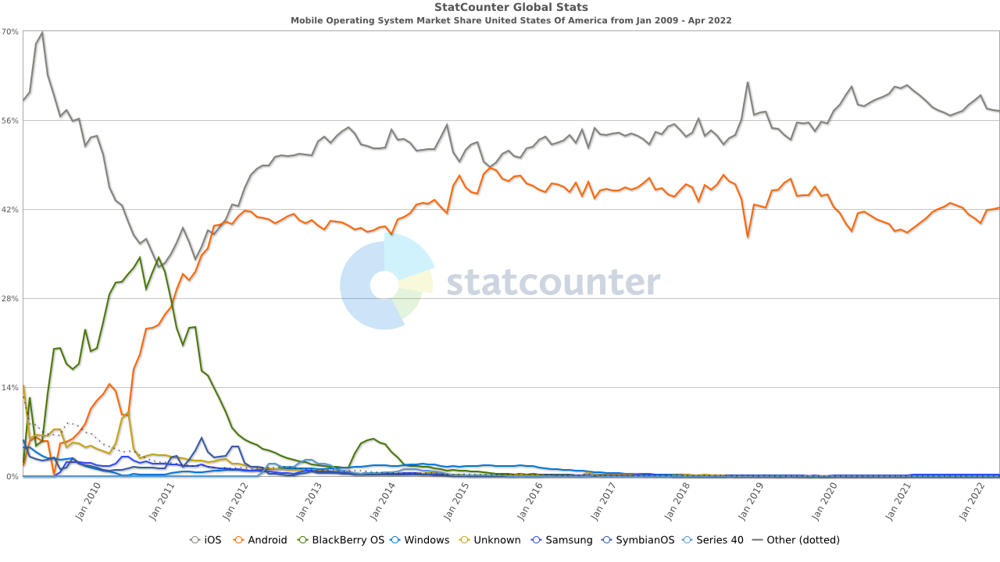 StatCounter Global Stats
Mobile Operating System Market Share United States Of America from Jan 2009 - Apr 2022
70%
56%
42%
28%
14%
0%
statcounter
Jan 2010
Jan 2011
Jan 2012
Jan 2013
Jan 2014
Jan 2015
Jan 2016
Jan 2017
Jan 2018
Jan 2019
Jan 2020
Jan 2021
Jan 2022
iOS Android BlackBerry OS Windows Unknown Samsung SymbianOS Series 40 Other (dotted)